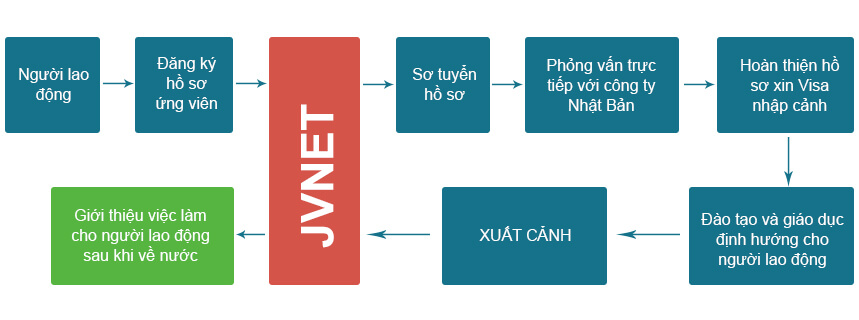 Người lao
động
Đăng ký
hồ sơ
ứng viên
JVNET
Sơ tuyển
hồ sơ
Phỏng vấn trực
tiếp với công ty
Nhật Bản
Hoàn thiện hồ
sơ xin Visa
nhập cảnh
Đào tạo và giáo dục
định hướng cho
người lao động
XUẤT CẢNH
Giới thiệu việc làm
cho người lao động
sau khi về nước